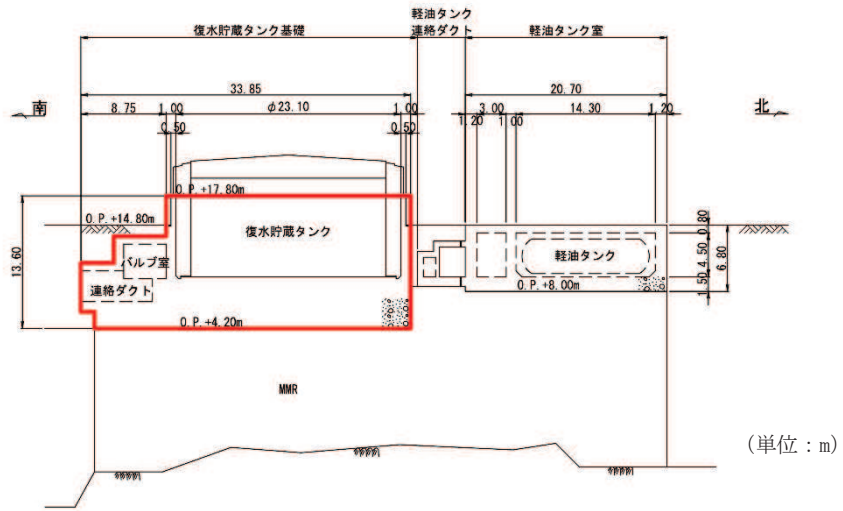 軽油タンク
復水貯蔵タンク基礎
連絡ダクト
軽油タンク室
33.85
20.70
南
8.75
1.00
φ23.10
1.00
3.00
14.30
1.20
北
0.50
0.50
1.20
1.00
O.P.+17.80m
O.P.+14.80m
0.80
復水貯蔵タンク
13.60
バルブ室
軽油タンク
4.50
6.80
連絡ダクト
O.P.+8.00m
1.50
O.P.+4.20m
MMR
(単位:m)